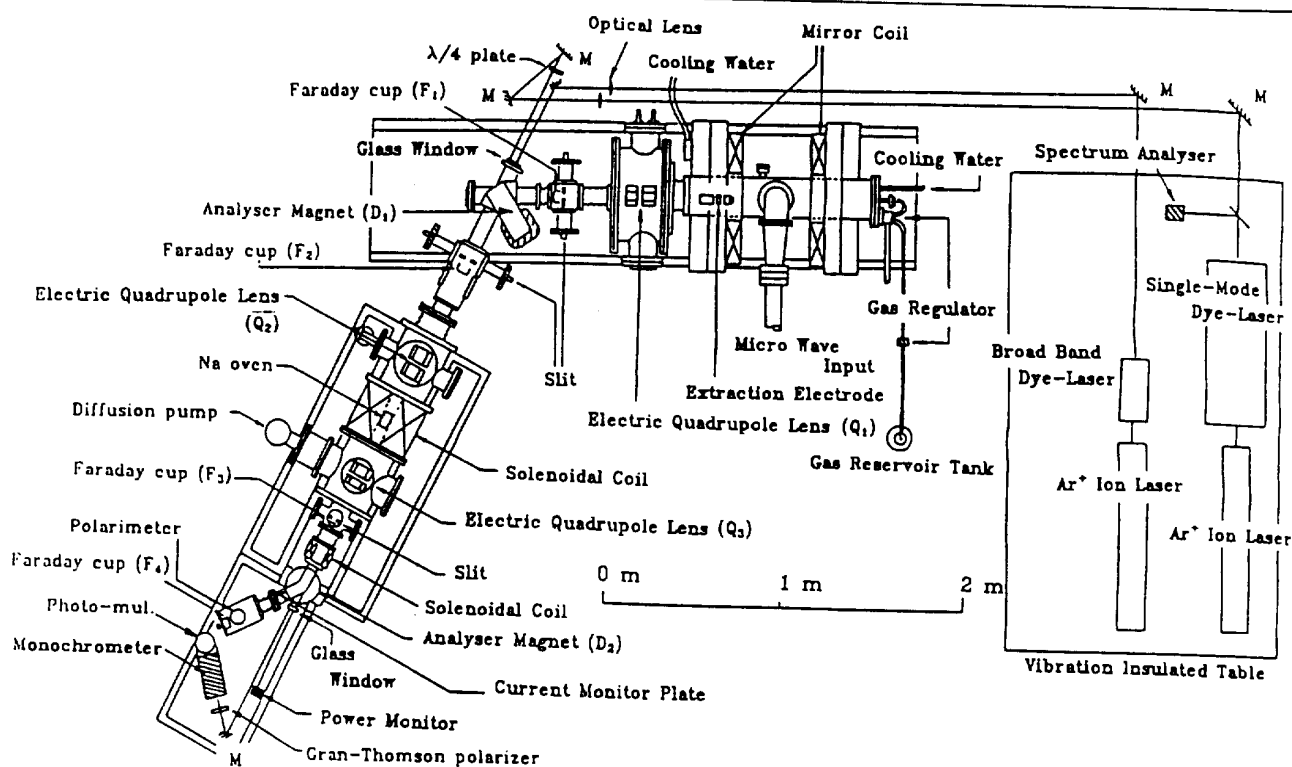 Optical Lens
Mirror Coil
λ/4 plate
M
Cooling Water
Faraday cup (F₁)
M
M
M
Glass Window
Cooling Water
Spectrum Analyser
Analyser Magnet (D₁)
Faraday cup (F₂)
Electric Quadrupole Lens
(Q₂)
Single-Mode
Dye-Laser
Gas Regulator
Micro Wave
Input
Broad Band
Dye-Laser
Na oven
Slit
Extraction Electrode
Diffusion pump
Electric Quadrupole Lens (Q₁)
Gas Reservoir Tank
Faraday cup (F₃)
Solenoidal Coil
Ar⁺ Ion Laser
Polarimeter
Electric Quadrupole Lens (Q₃)
Ar⁺ Ion Laser
Faraday cup (F₄)
Slit
0 m
1 m
2 m
Photo-mul.
Solenoidal Coil
Monochrometer
Analyser Magnet (D₂)
Glass
Window
Vibration Insulated Table
Current Monitor Plate
Power Monitor
M
Gran-Thomson polarizer